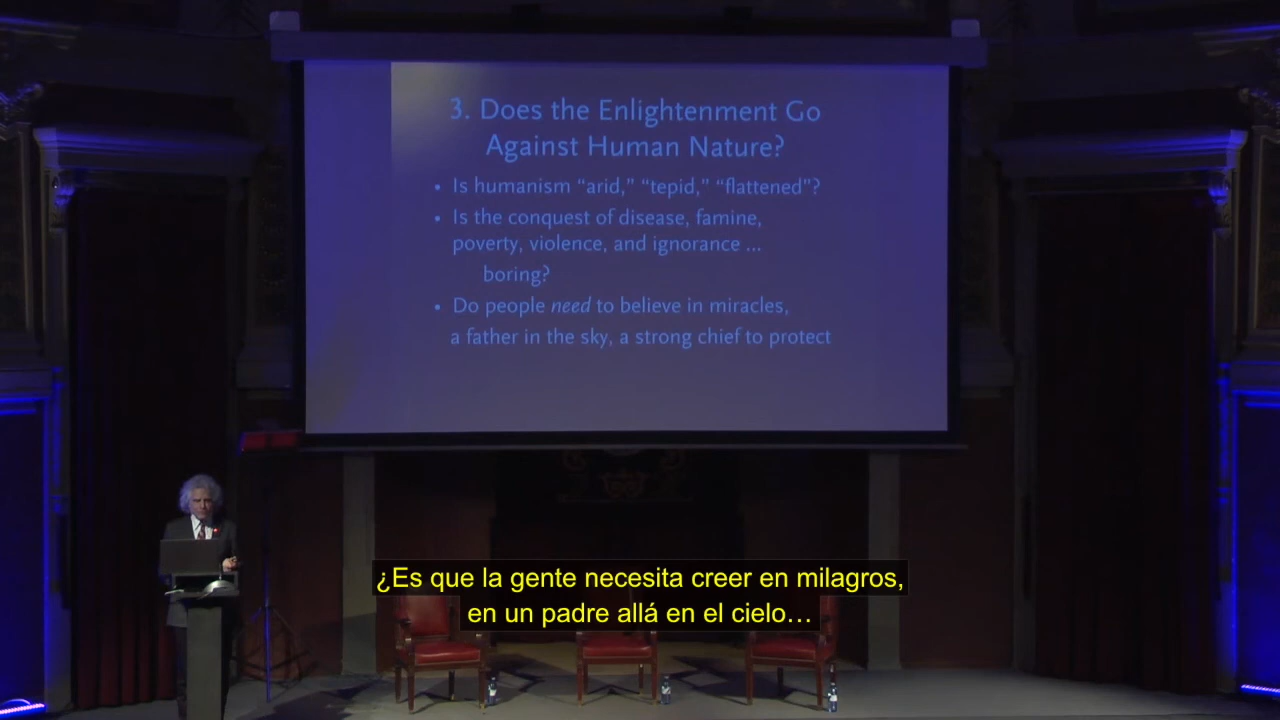 3. Does the Enlightenment Go
Against Human Nature?
• Is humanism “arid,” “tepid,” “flattened”?
• Is the conquest of disease, famine,
poverty, violence, and ignorance ...
boring?
• Do people need to believe in miracles,
a father in the sky, a strong chief to protect
¿Es que la gente necesita creer en milagros,
en un padre allá en el cielo…